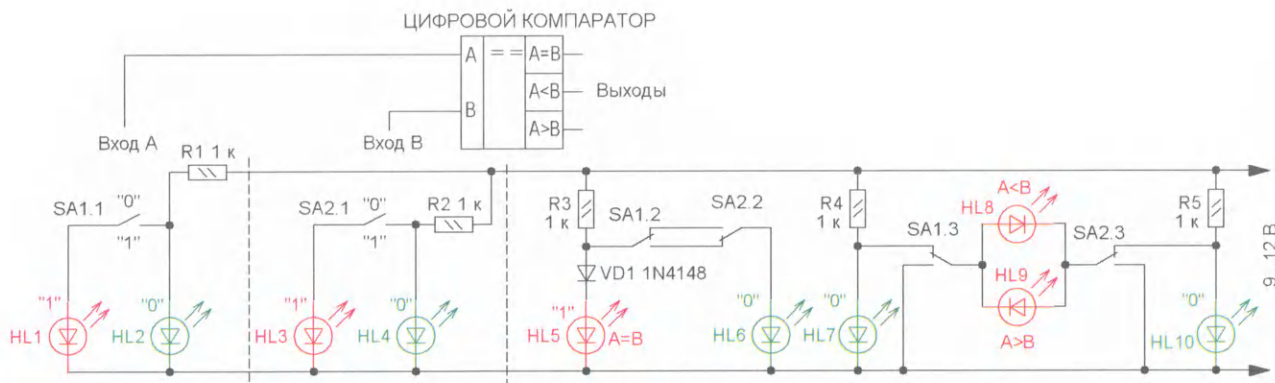 ЦИФРОВОЙ КОМПАРАТОР
A == A=B
A<B Выходы
B A>B
Вход А Вход В
R1 1 к
SA1.1 "0"
"1"
SA2.1 "0"
"1"
R2 1 к
R3
1 к
SA1.2 SA2.2
VD1 1N4148
R4
1 к
SA1.3
A<B
HL8
HL9
A>B
SA2.3
R5
1 к
9...12 В
"1" HL1
"0" HL2
"1" HL3
"0" HL4
"1" HL5 A=B
"0" HL6
"0" HL7
"0" HL10